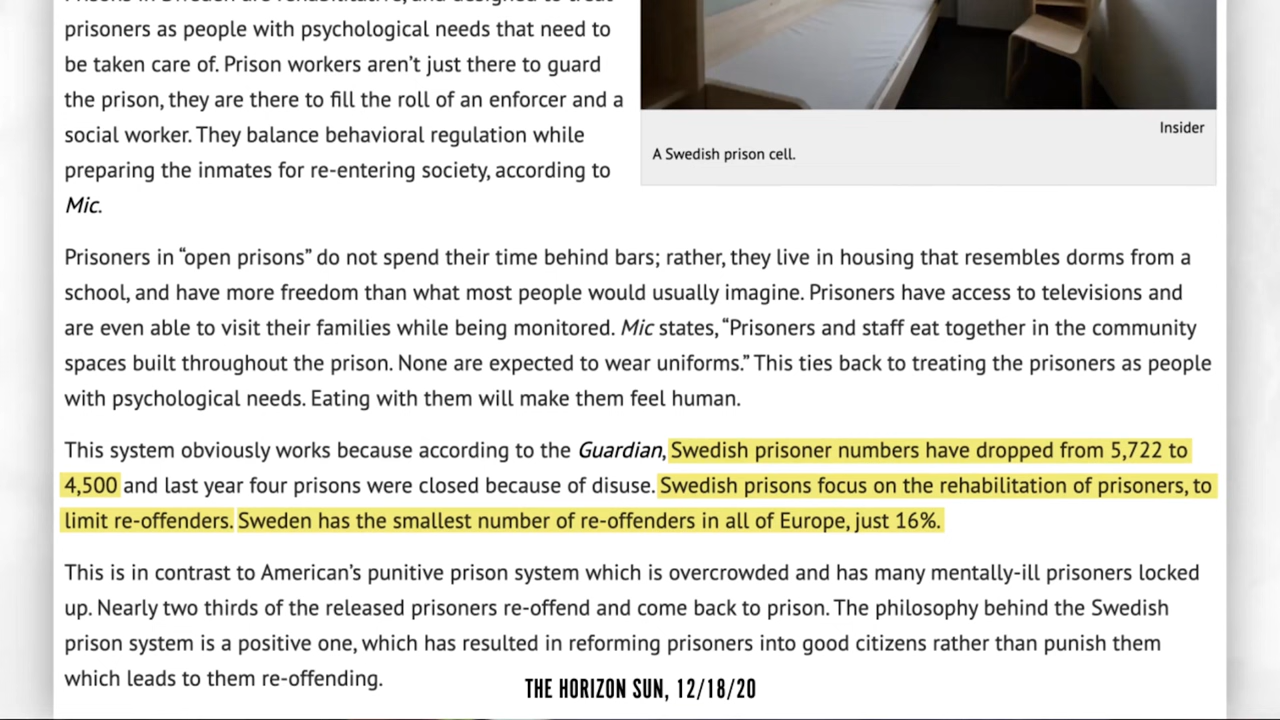 prisoners as people with psychological needs that need to
be taken care of. Prison workers aren't just there to guard
the prison, they are there to fill the roll of an enforcer and a
social worker. They balance behavioral regulation while
preparing the inmates for re-entering society, according to
Mic.
Insider
A Swedish prison cell.
Prisoners in “open prisons” do not spend their time behind bars; rather, they live in housing that resembles dorms from a
school, and have more freedom than what most people would usually imagine. Prisoners have access to televisions and
are even able to visit their families while being monitored. Mic states, “Prisoners and staff eat together in the community
spaces built throughout the prison. None are expected to wear uniforms.” This ties back to treating the prisoners as people
with psychological needs. Eating with them will make them feel human.
This system obviously works because according to the Guardian, Swedish prisoner numbers have dropped from 5,722 to
4,500 and last year four prisons were closed because of disuse. Swedish prisons focus on the rehabilitation of prisoners, to
limit re-offenders. Sweden has the smallest number of re-offenders in all of Europe, just 16%.
This is in contrast to American’s punitive prison system which is overcrowded and has many mentally-ill prisoners locked
up. Nearly two thirds of the released prisoners re-offend and come back to prison. The philosophy behind the Swedish
prison system is a positive one, which has resulted in reforming prisoners into good citizens rather than punish them
which leads to them re-offending.
THE HORIZON SUN, 12/18/20